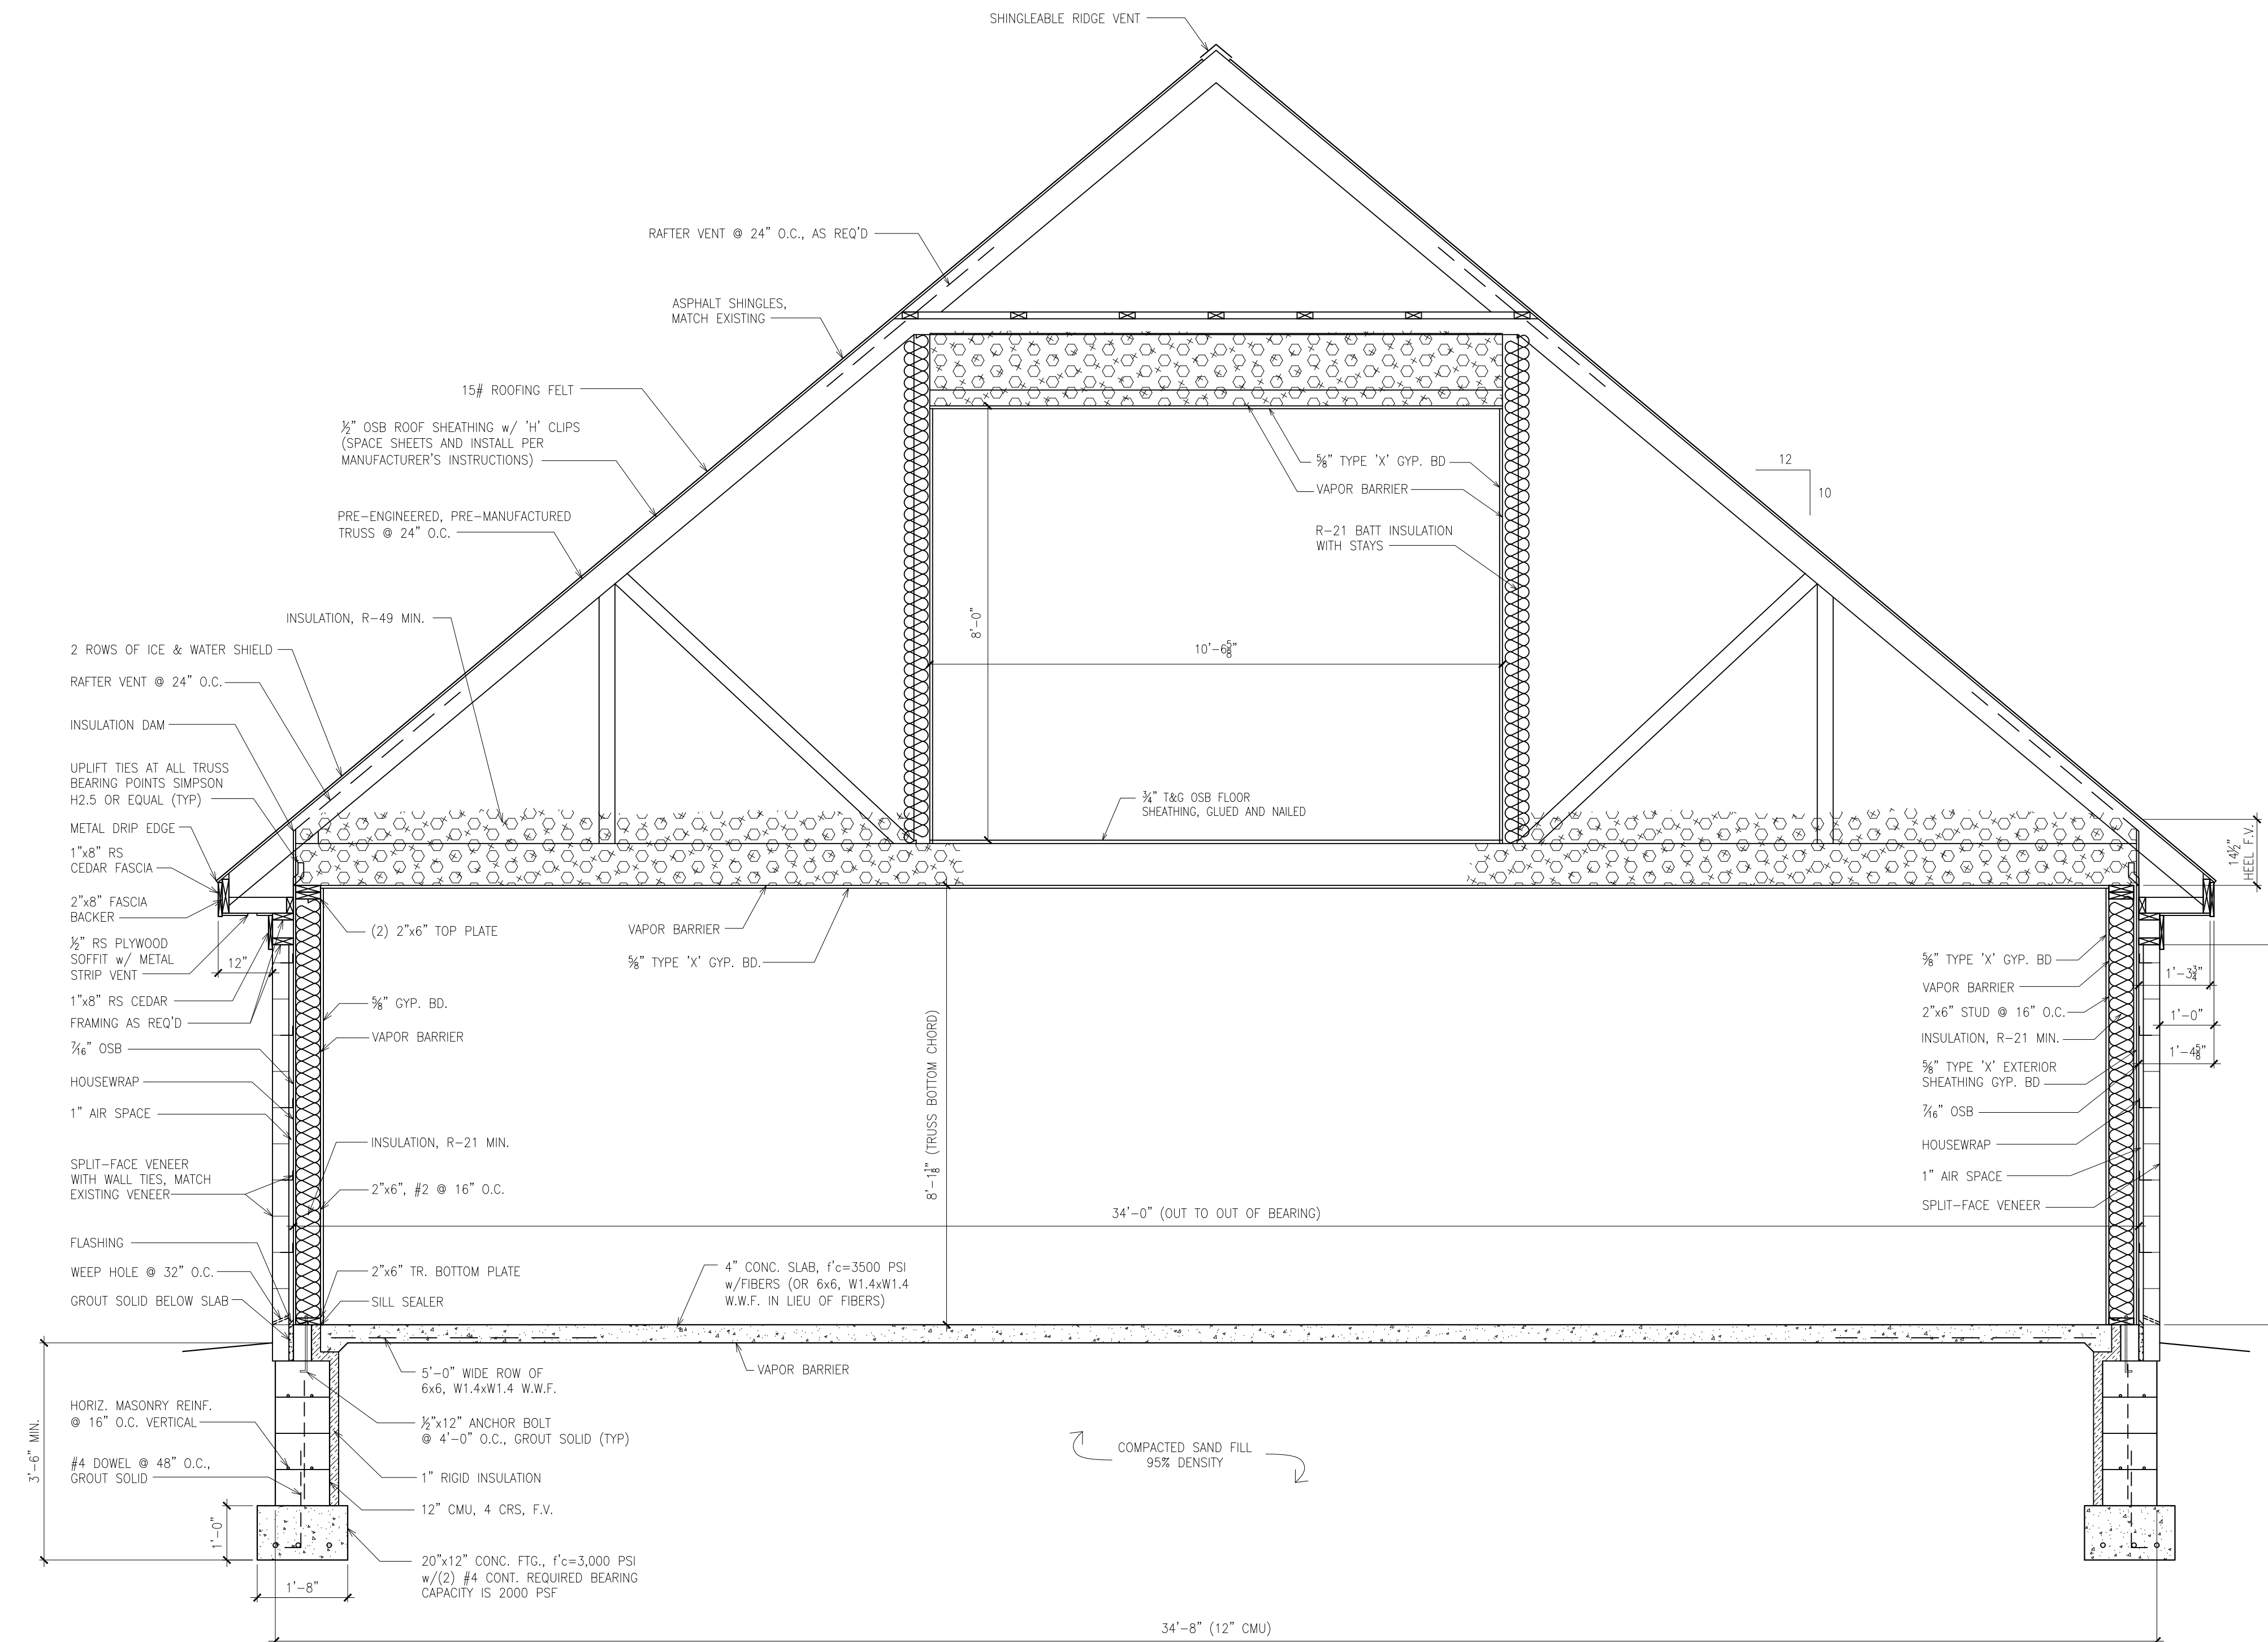 SHINGLEABLE RIDGE VENT
RAFTER VENT @ 24" O.C., AS REQ'D
ASPHALT SHINGLES,
MATCH EXISTING
15# ROOFING FELT
½" OSB ROOF SHEATHING w/ 'H' CLIPS
(SPACE SHEETS AND INSTALL PER
MANUFACTURER'S INSTRUCTIONS)
PRE-ENGINEERED, PRE-MANUFACTURED
TRUSS @ 24" O.C.
INSULATION, R-49 MIN.
2 ROWS OF ICE & WATER SHIELD
RAFTER VENT @ 24" O.C.
INSULATION DAM
UPLIFT TIES AT ALL TRUSS
BEARING POINTS SIMPSON
H2.5 OR EQUAL (TYP)
METAL DRIP EDGE
1"x8" RS
CEDAR FASCIA
2"x8" FASCIA
BACKER
½" RS PLYWOOD
SOFFIT w/ METAL
STRIP VENT
12"
1"x8" RS CEDAR
FRAMING AS REQ'D
7/16" OSB
HOUSEWRAP
1" AIR SPACE
SPLIT-FACE VENEER
WITH WALL TIES, MATCH
EXISTING VENEER
FLASHING
WEEP HOLE @ 32" O.C.
GROUT SOLID BELOW SLAB
HORIZ. MASONRY REINF.
@ 16" O.C. VERTICAL
#4 DOWEL @ 48" O.C.,
GROUT SOLID
3'-6" MIN.
1'-0"
1'-8"
⅝" TYPE 'X' GYP. BD
VAPOR BARRIER
R-21 BATT INSULATION
WITH STAYS
8'-0"
10'-6⅝"
¾" T&G OSB FLOOR
SHEATHING, GLUED AND NAILED
12
10
14½"
HEEL F.V.
(2) 2"x6" TOP PLATE
VAPOR BARRIER
⅝" TYPE 'X' GYP. BD.
⅝" GYP. BD.
VAPOR BARRIER
INSULATION, R-21 MIN.
2"x6", #2 @ 16" O.C.
2"x6" TR. BOTTOM PLATE
SILL SEALER
8'-1⅛" (TRUSS BOTTOM CHORD)
34'-0" (OUT TO OUT OF BEARING)
4" CONC. SLAB, f'c=3500 PSI
w/FIBERS (OR 6x6, W1.4xW1.4
W.W.F. IN LIEU OF FIBERS)
⅝" TYPE 'X' GYP. BD
VAPOR BARRIER
2"x6" STUD @ 16" O.C.
INSULATION, R-21 MIN.
⅝" TYPE 'X' EXTERIOR
SHEATHING GYP. BD
7/16" OSB
HOUSEWRAP
1" AIR SPACE
SPLIT-FACE VENEER
1'-3¾"
1'-0"
1'-4⅝"
5'-0" WIDE ROW OF
6x6, W1.4xW1.4 W.W.F.
VAPOR BARRIER
½"x12" ANCHOR BOLT
@ 4'-0" O.C., GROUT SOLID (TYP)
1" RIGID INSULATION
12" CMU, 4 CRS, F.V.
20"x12" CONC. FTG., f'c=3,000 PSI
w/(2) #4 CONT. REQUIRED BEARING
CAPACITY IS 2000 PSF
COMPACTED SAND FILL
95% DENSITY
34'-8" (12" CMU)